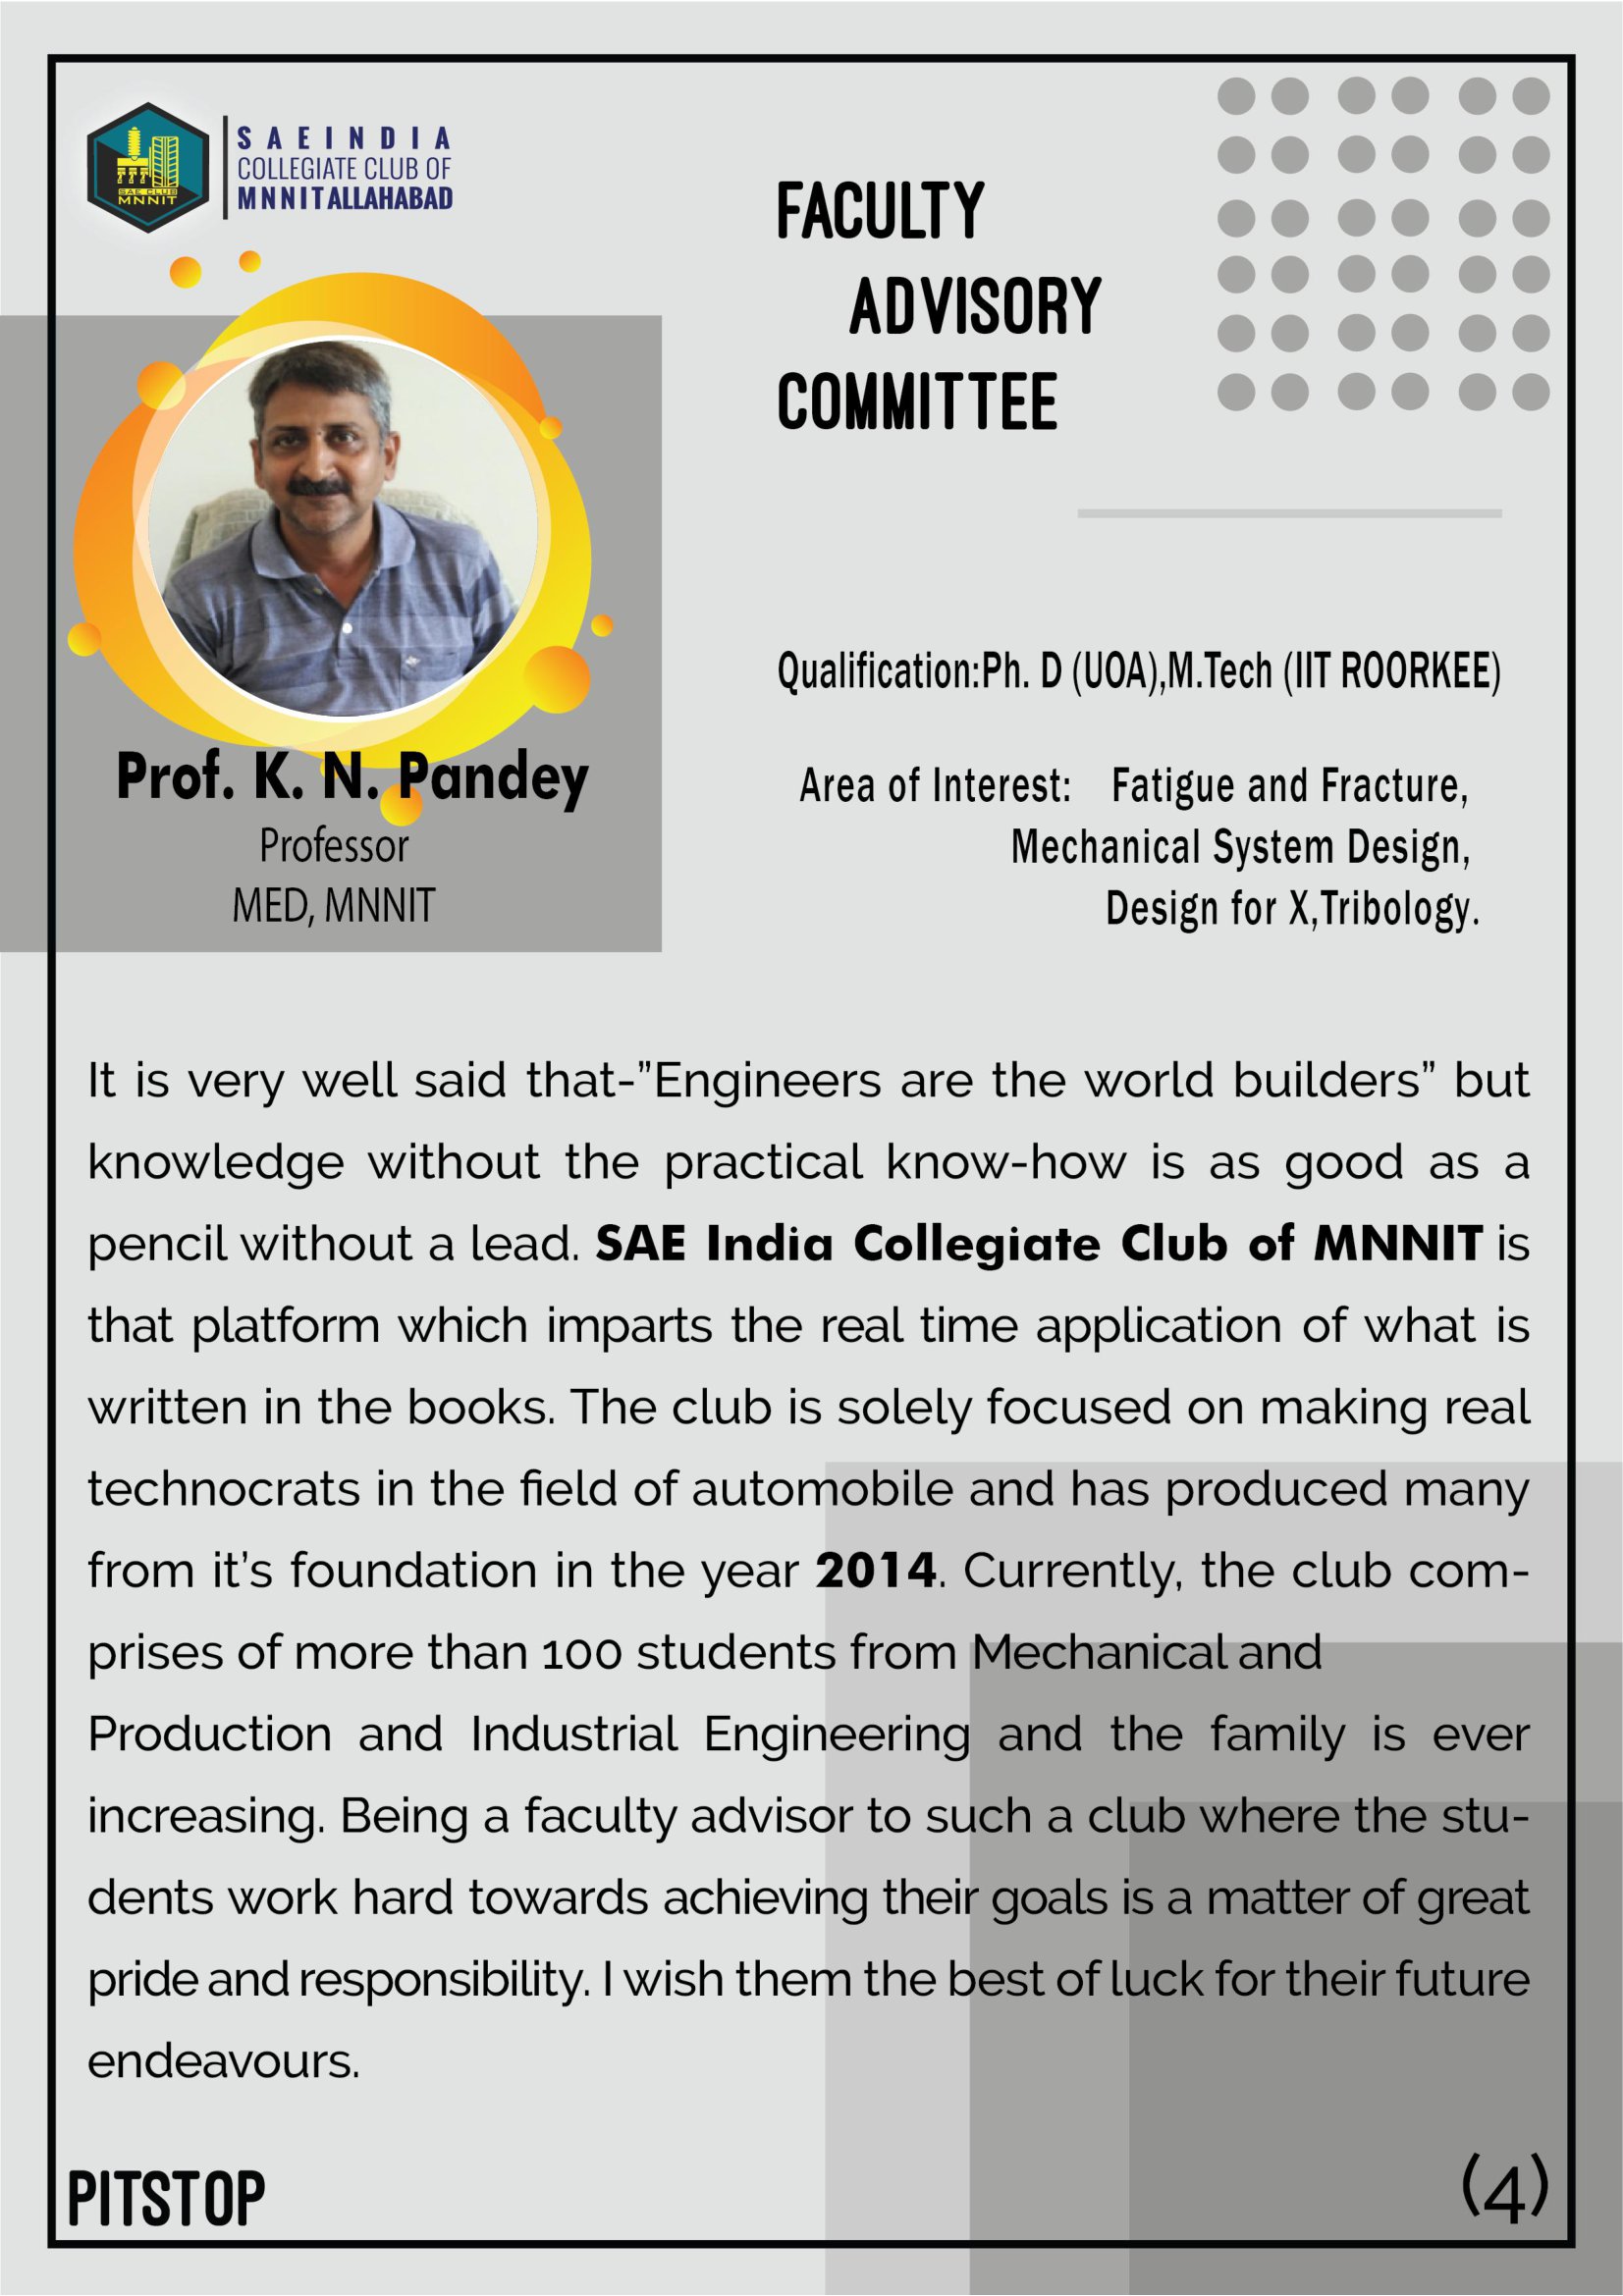 SAE CLUB
MNNIT
SAEINDIA
COLLEGIATE CLUB OF
MNNIT ALLAHABAD
FACULTY
ADVISORY
COMMITTEE
Prof. K. N. Pandey
Professor
MED, MNNIT
Qualification:Ph. D (UOA),M.Tech (IIT ROORKEE)
Area of Interest: Fatigue and Fracture,
Mechanical System Design,
Design for X,Tribology.
It is very well said that-”Engineers are the world builders” but
knowledge without the practical know-how is as good as a
pencil without a lead. SAE India Collegiate Club of MNNIT is
that platform which imparts the real time application of what is
written in the books. The club is solely focused on making real
technocrats in the field of automobile and has produced many
from it’s foundation in the year 2014. Currently, the club com-
prises of more than 100 students from Mechanical and
Production and Industrial Engineering and the family is ever
increasing. Being a faculty advisor to such a club where the stu-
dents work hard towards achieving their goals is a matter of great
pride and responsibility. I wish them the best of luck for their future
endeavours.
PITSTOP
(4)